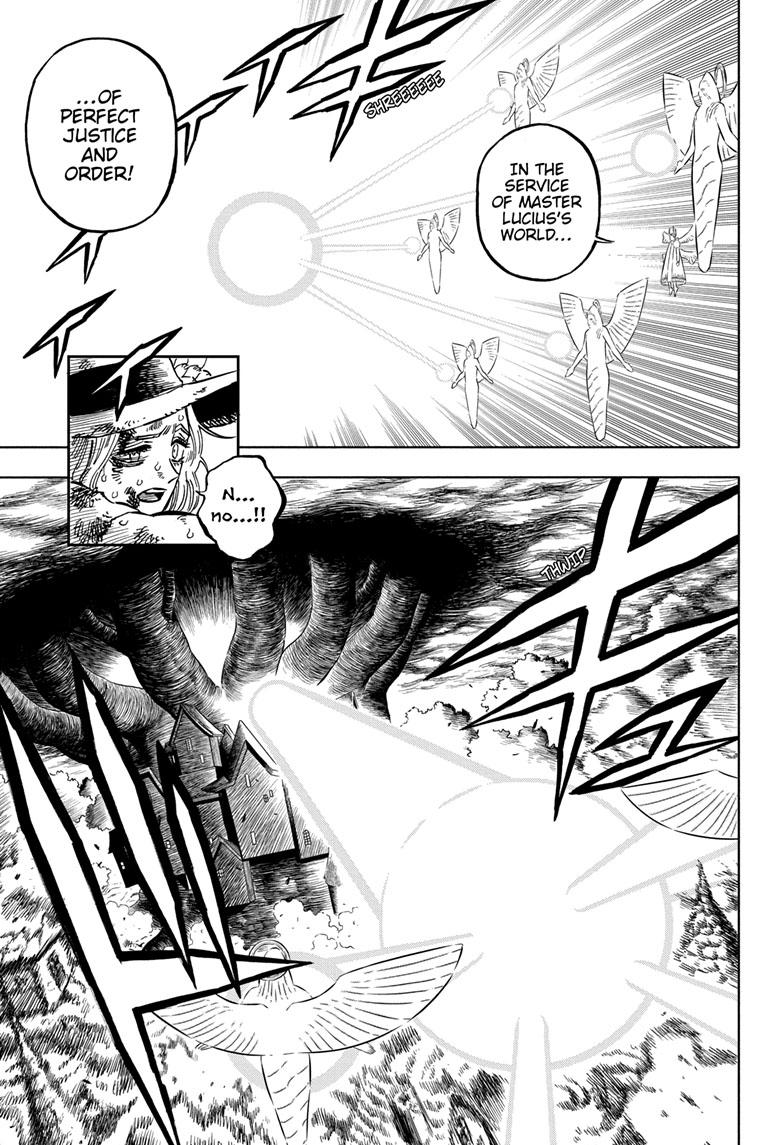 IN THE
SERVICE
OF MASTER
LUCIUS'S
WORLD...
SHREEEEEE
...OF
PERFECT
JUSTICE
AND
ORDER!
N...
no...!!
THWIP